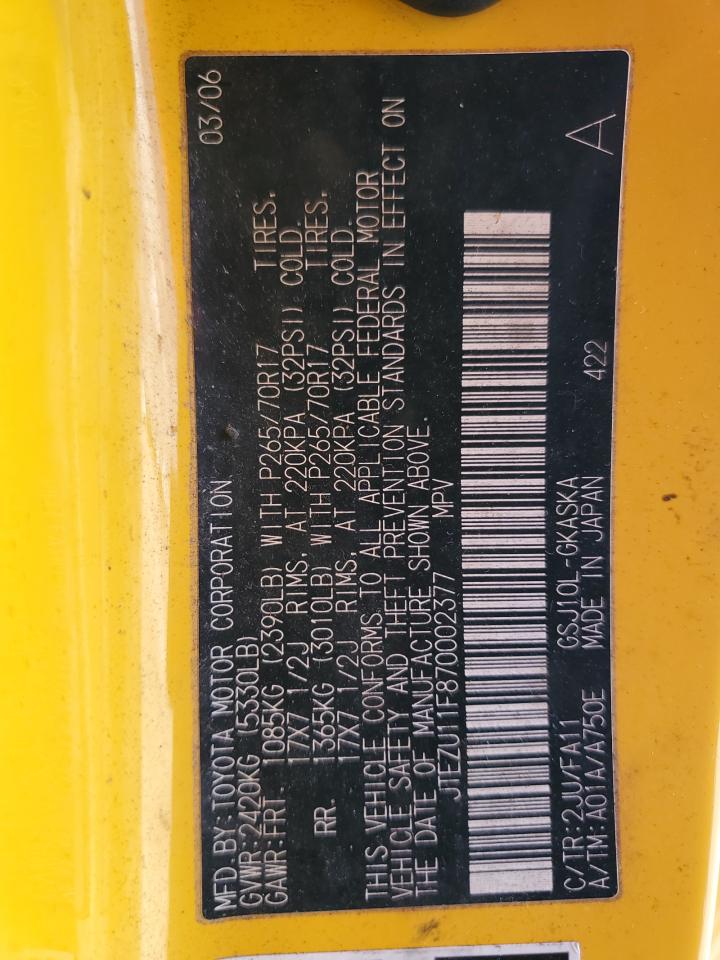 MFD. BY: TOYOTA MOTOR CORPORATION 03/06
GVWR: 2420KG (5330LB)
GAWR: FRT. 1085KG (2390LB) WITH P265/70R17 TIRES.
17X7 1/2J RIMS, AT 220KPA (32PSI) COLD.
RR. 1365KG (3010LB) WITH P265/70R17 TIRES.
17X7 1/2J RIMS, AT 220KPA (32PSI) COLD.
THIS VEHICLE CONFORMS TO ALL APPLICABLE FEDERAL MOTOR
VEHICLE SAFETY AND THEFT PREVENTION STANDARDS IN EFFECT ON
THE DATE OF MANUFACTURE SHOWN ABOVE.
JTEZU11F870002377 MPV
C/TR: 2JU/FA11 GSJ10L-GKASKA
A/TM: A01A/A750E MADE IN JAPAN 422 A